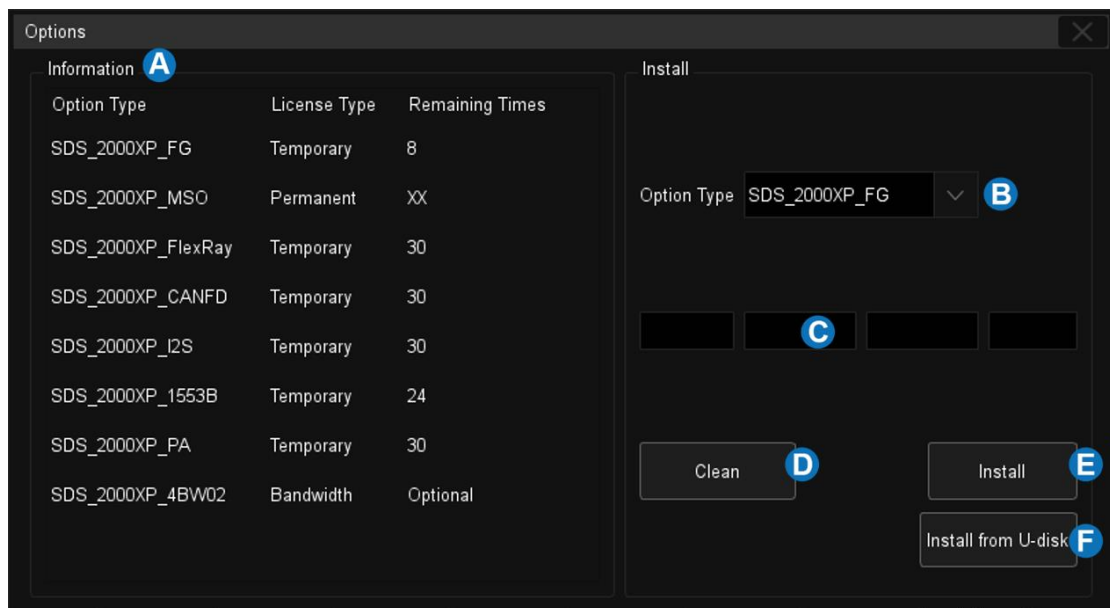 Options
Information A
Option Type License Type Remaining Times
SDS_2000XP_FG Temporary 8
SDS_2000XP_MSO Permanent XX
SDS_2000XP_FlexRay Temporary 30
SDS_2000XP_CANFD Temporary 30
SDS_2000XP_I2S Temporary 30
SDS_2000XP_1553B Temporary 24
SDS_2000XP_PA Temporary 30
SDS_2000XP_4BW02 Bandwidth Optional
Install
Option Type SDS_2000XP_FG B
C
Clean D
Install E
Install from U-disk F